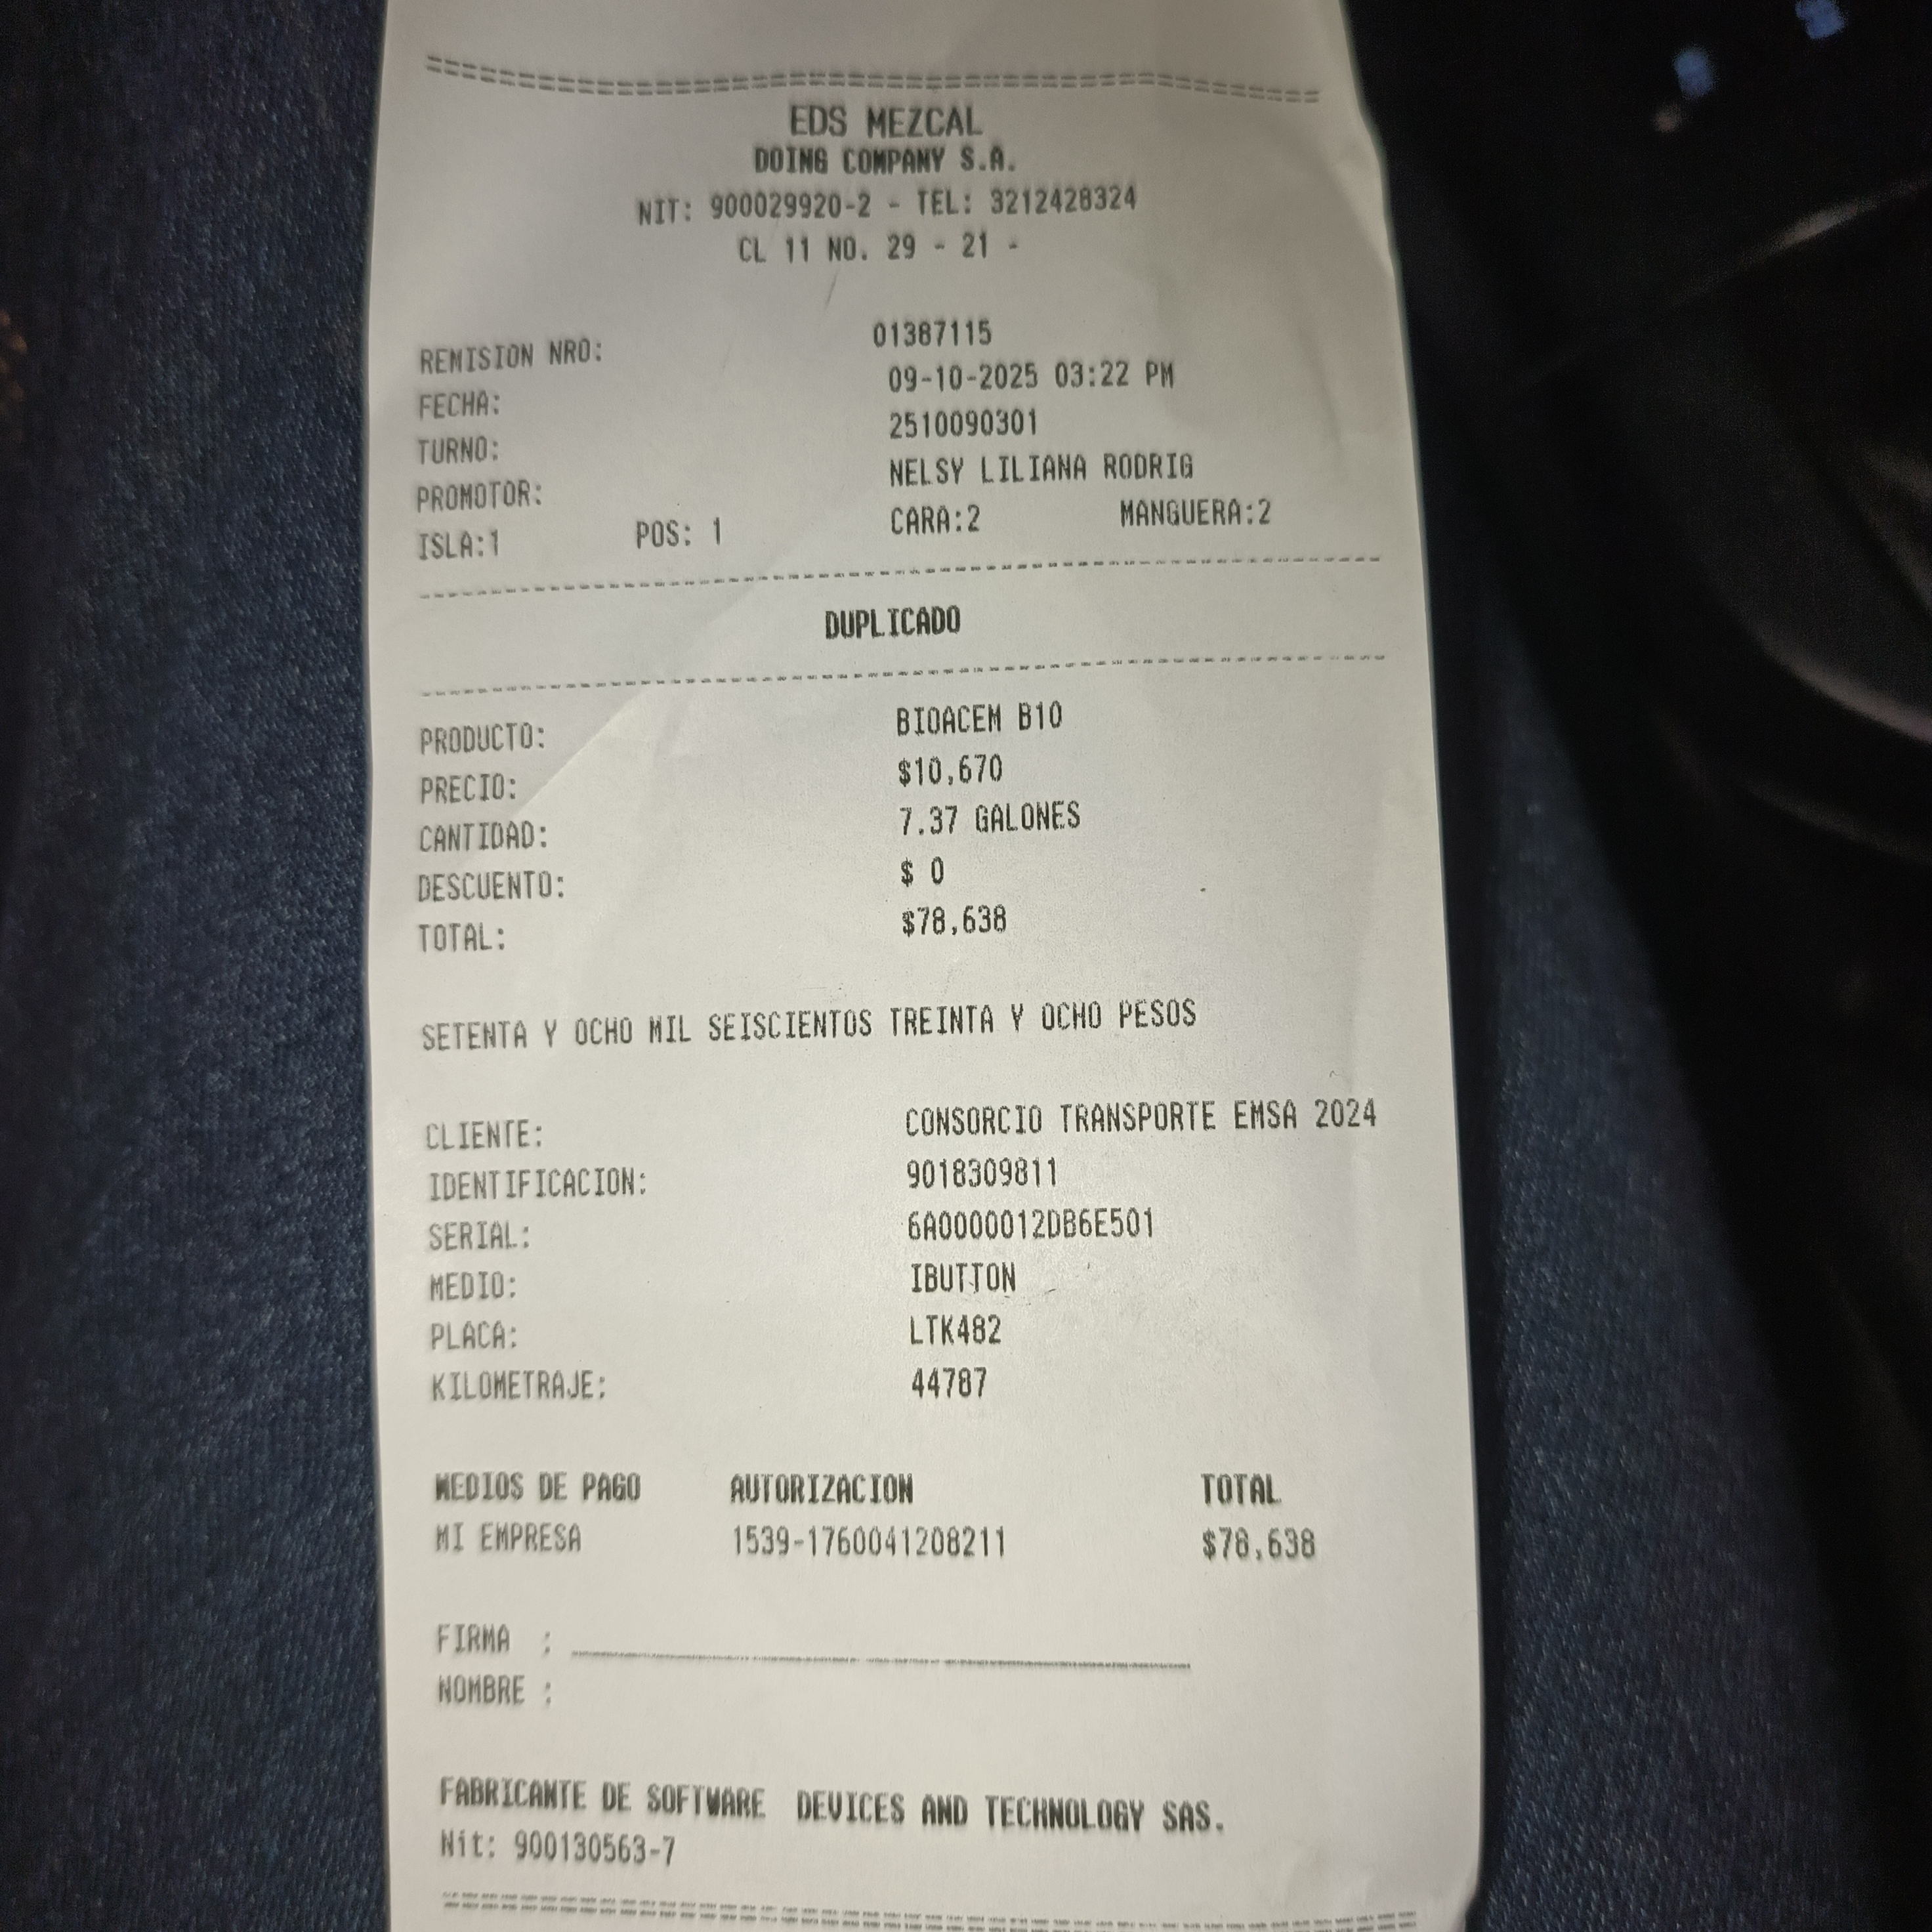 EDS MEZCAL
DOING COMPANY S.A.
NIT: 900029920-2 - TEL: 3212428324
CL 11 NO. 29 - 21 -
REMISION NRO: 01387115
FECHA: 09-10-2025 03:22 PM
TURNO: 2510090301
PROMOTOR: NELSY LILIANA RODRIG
ISLA:1 POS: 1 CARA:2 MANGUERA:2
DUPLICADO
PRODUCTO: BIOACEM B10
PRECIO: $10,670
CANTIDAD: 7.37 GALONES
DESCUENTO: $ 0
TOTAL: $78,638
SETENTA Y OCHO MIL SEISCIENTOS TREINTA Y OCHO PESOS
CLIENTE: CONSORCIO TRANSPORTE EMSA 2024
IDENTIFICACION: 9018309811
SERIAL: 6A0000012DB6E501
MEDIO: IBUTTON
PLACA: LTK482
KILOMETRAJE: 44787
MEDIOS DE PAGO AUTORIZACION TOTAL
MI EMPRESA 1539-1760041208211 $78,638
FIRMA :
NOMBRE :
FABRICANTE DE SOFTWARE DEVICES AND TECHNOLOGY SAS.
Nit: 900130563-7